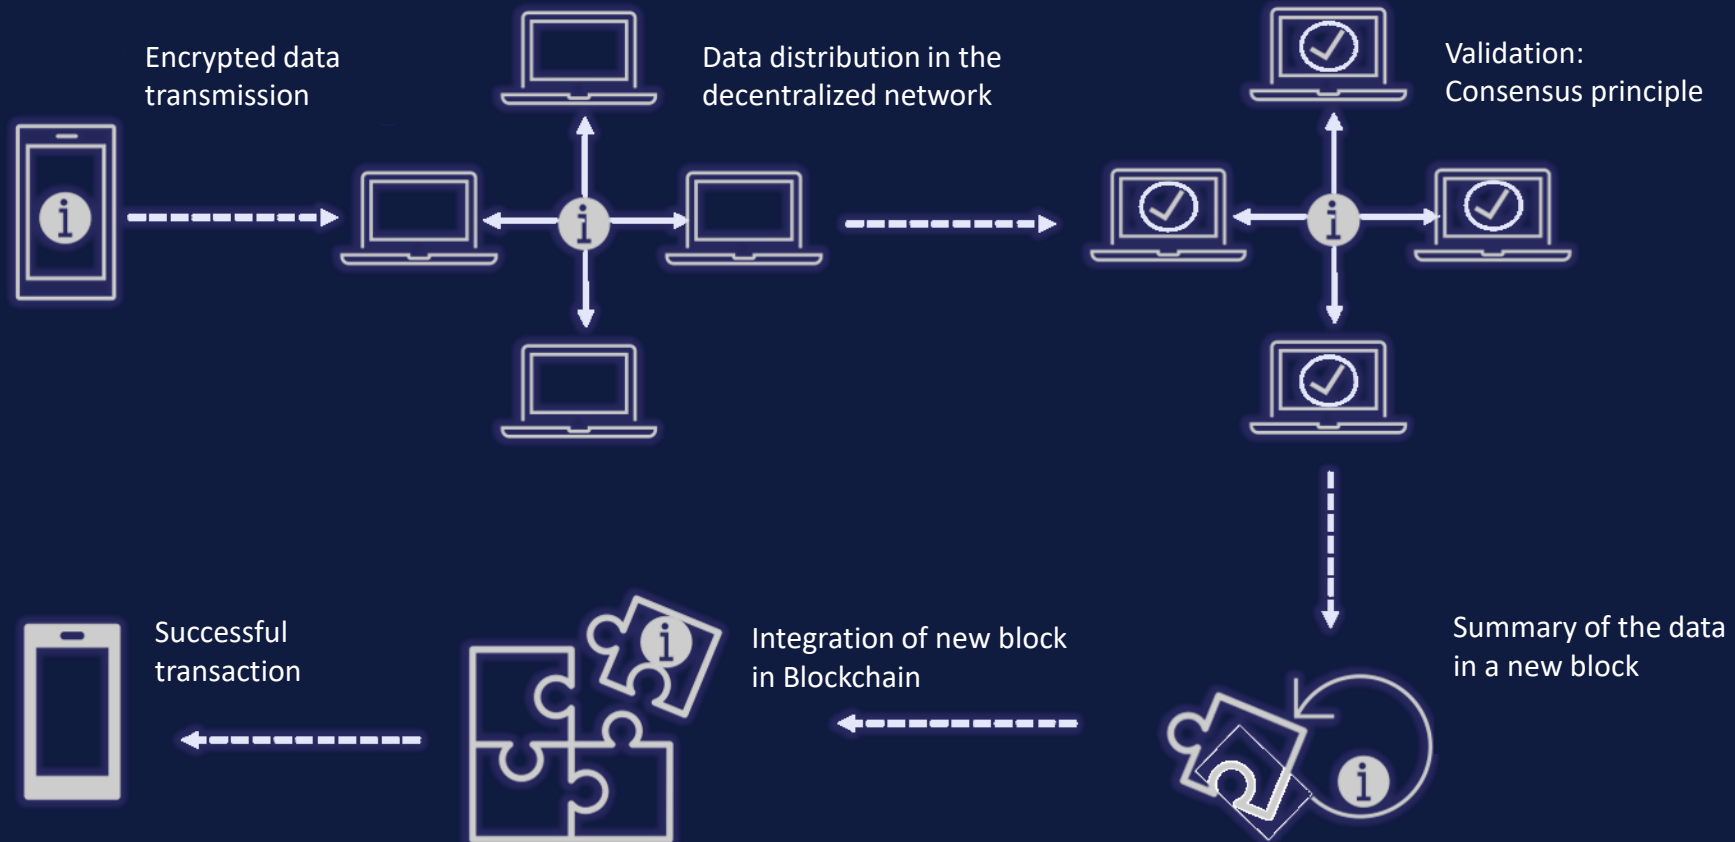 Encrypted data
transmission
Data distribution in the
decentralized network
Validation:
Consensus principle
i
i
i
Successful
transaction
i
Integration of new block
in Blockchain
Summary of the data
in a new block
i